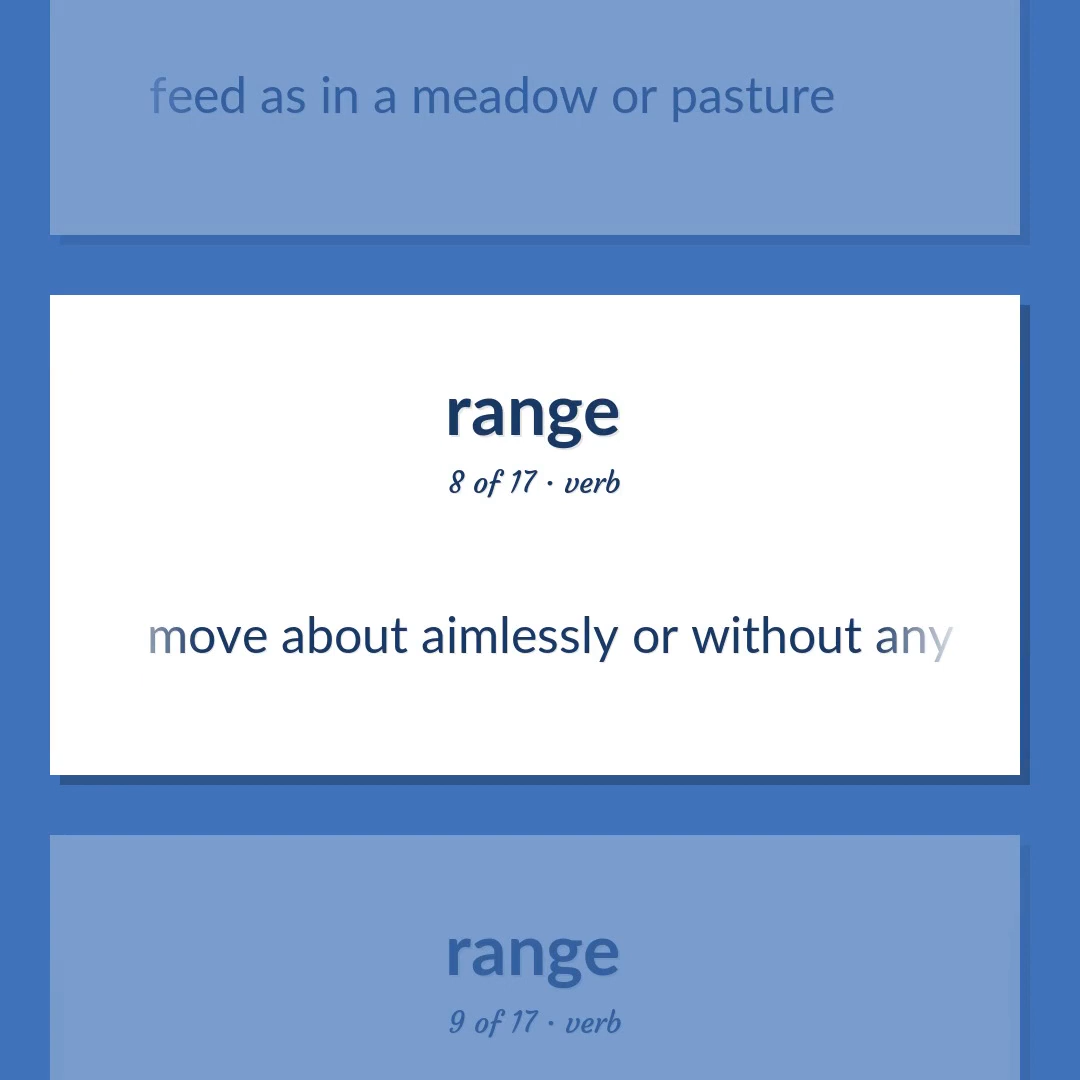 feed as in a meadow or pasture
range
8 of 17 · verb
move about aimlessly or without any
range
9 of 17 · verb